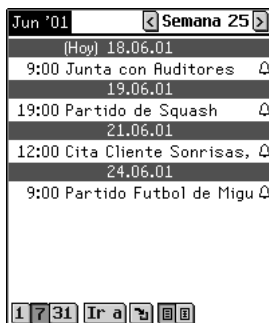 Jun '01 Semana 25
(Hoy) 18.06.01
9:00 Junta con Auditores
19.06.01
19:00 Partido de Squash
21.06.01
12:00 Cita Cliente Sonrisas,
24.06.01
9:00 Partido Futbol de Migu
1 7 31 Ir a